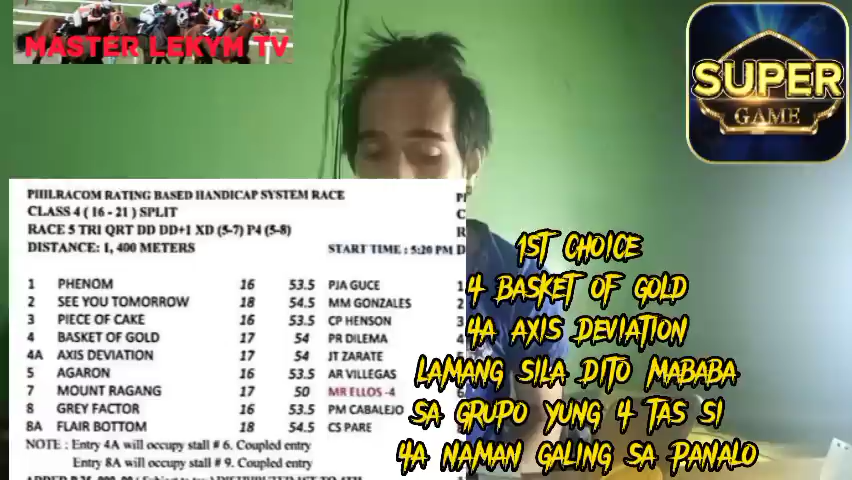 MASTER LEKYM TV
SUPER
GAME
PHILRACOM RATING BASED HANDICAP SYSTEM RACE
CLASS 4 ( 16 - 21 ) SPLIT
RACE 5 TRI QRT DD DD+1 XD (5-7) P4 (5-8)
DISTANCE: 1, 400 METERS START TIME : 5:20 PM
1 PHENOM 16 53.5 PJA GUCE
2 SEE YOU TOMORROW 18 54.5 MM GONZALES
3 PIECE OF CAKE 16 53.5 CP HENSON
4 BASKET OF GOLD 17 54 PR DILEMA
4A AXIS DEVIATION 17 54 JT ZARATE
5 AGARON 16 53.5 AR VILLEGAS
7 MOUNT RAGANG 17 50 MR ELLOS -4
8 GREY FACTOR 16 53.5 PM CABALEJO
8A FLAIR BOTTOM 18 54.5 CS PARE
NOTE : Entry 4A will occupy stall # 6. Coupled entry
Entry 8A will occupy stall # 9. Coupled entry
1ST CHOICE
4 BASKET OF GOLD
4A AXIS DEVIATION
LAMANG SILA DITO MABABA
SA GRUPO YUNG 4 TAS SI
4A NAMAN GALING SA PANALO